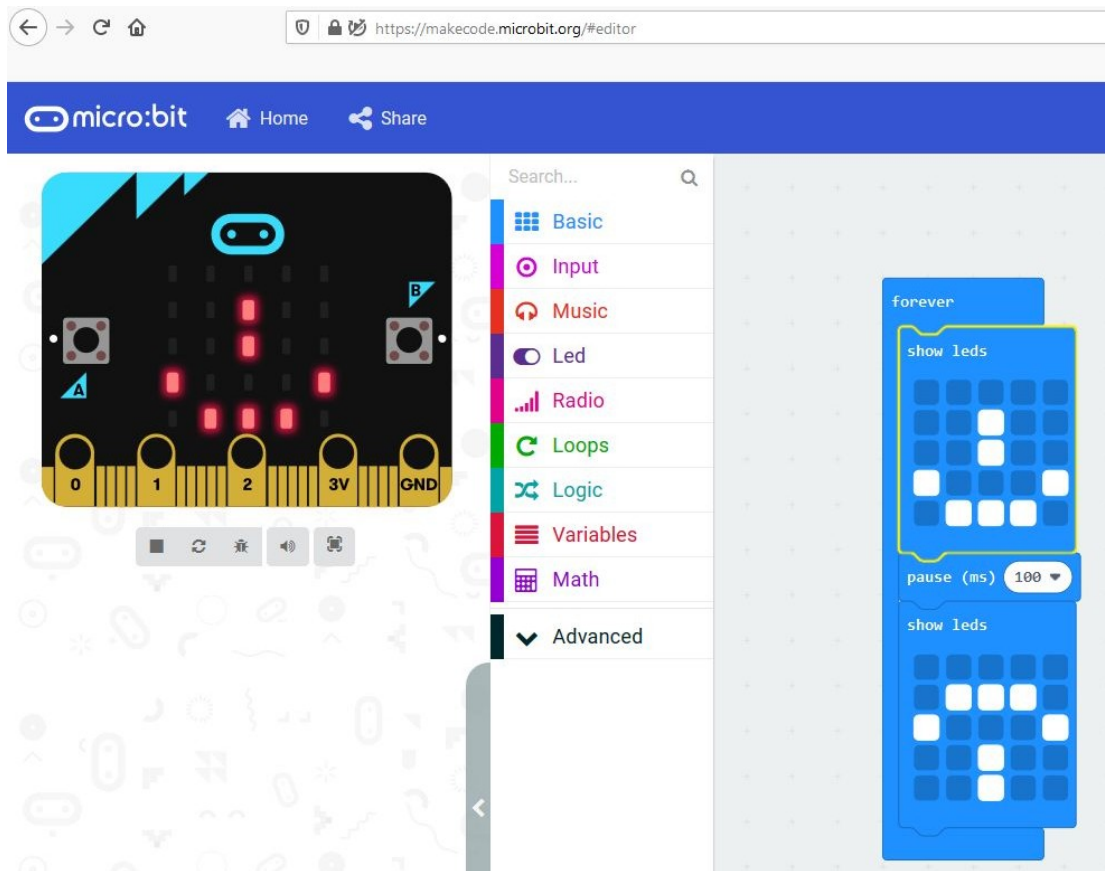 https://makecode.microbit.org/#editor
micro:bit Home Share
B
A
0 1 2 3V GND
Search...
Basic
Input
Music
Led
Radio
Loops
Logic
Variables
Math
Advanced
forever
show leds
pause (ms) 100
show leds